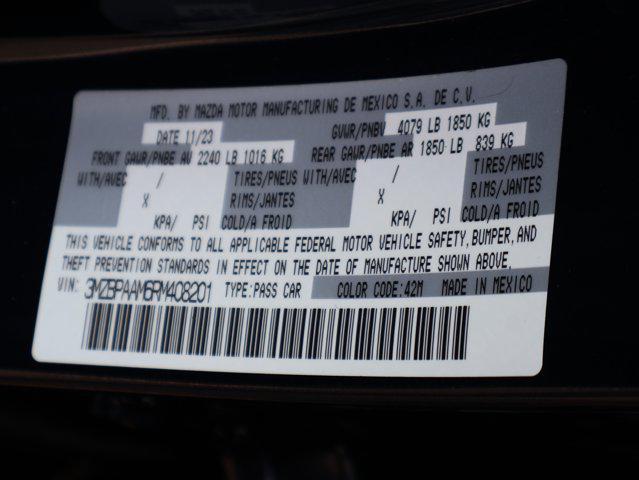 MFD. BY MAZDA MOTOR MANUFACTURING DE MEXICO S.A. DE C.V.
DATE 11/23 GVWR/PNBV 4079 LB 1850 KG
FRONT GAWR/PNBE AV 2240 LB 1016 KG REAR GAWR/PNBE AR 1850 LB 839 KG
WITH/AVEC / TIRES/PNEUS WITH/AVEC / TIRES/PNEUS
X RIMS/JANTES X RIMS/JANTES
KPA/ PSI COLD/A FROID KPA/ PSI COLD/A FROID
THIS VEHICLE CONFORMS TO ALL APPLICABLE FEDERAL MOTOR VEHICLE SAFETY, BUMPER, AND
THEFT PREVENTION STANDARDS IN EFFECT ON THE DATE OF MANUFACTURE SHOWN ABOVE.
VIN: 3MZBPAAM6RM408201 TYPE:PASS CAR COLOR CODE:42M MADE IN MEXICO